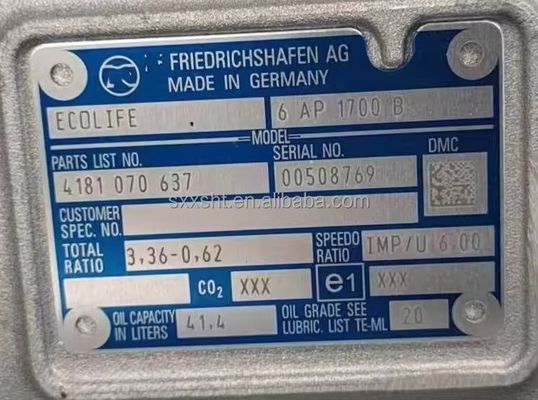 FRIEDRICHSHAFEN AG
MADE IN GERMANY
ECOLIFE 6 AP 1700 B
MODEL
PARTS LIST NO. SERIAL NO. DMC
4181 070 637 00508769
sxxsht.en.alibaba.com
CUSTOMER
SPEC. NO.
TOTAL
RATIO 3,36-0,62 SPEEDO
RATIO IMP/U 6,00
CO2 XXX e1 XXX
OIL CAPACITY
IN LITERS 41,4 OIL GRADE SEE
LUBRIC. LIST TE-ML 20